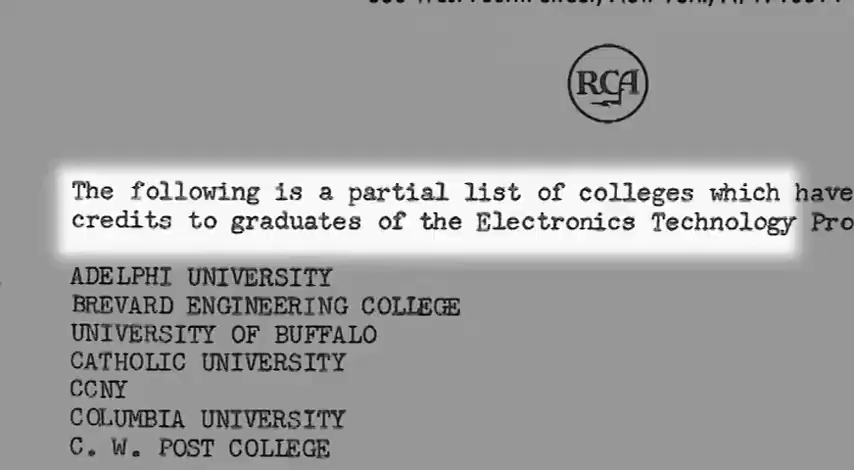 RCA
The following is a partial list of colleges which have
credits to graduates of the Electronics Technology Pro
ADELPHI UNIVERSITY
BREVARD ENGINEERING COLLEGE
UNIVERSITY OF BUFFALO
CATHOLIC UNIVERSITY
CCNY
COLUMBIA UNIVERSITY
C. W. POST COLLEGE